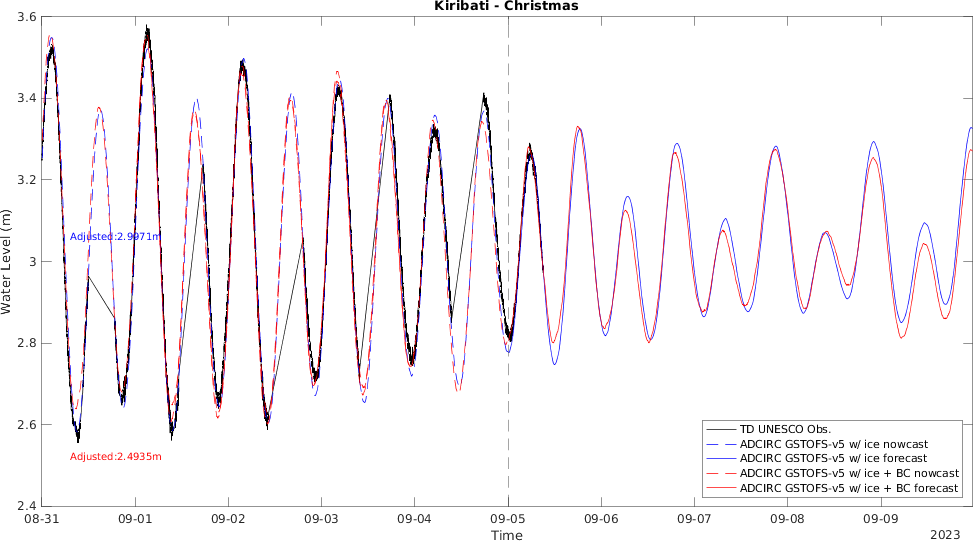 Kiribati - Christmas
3.6
3.4
3.2
3
2.8
2.6
2.4
Water Level (m)
Adjusted:2.9971m
Adjusted:2.4935m
TD UNESCO Obs.
ADCIRC GSTOFS-v5 w/ ice nowcast
ADCIRC GSTOFS-v5 w/ ice forecast
ADCIRC GSTOFS-v5 w/ ice + BC nowcast
ADCIRC GSTOFS-v5 w/ ice + BC forecast
08-31 09-01 09-02 09-03 09-04 09-05 09-06 09-07 09-08 09-09
Time
2023